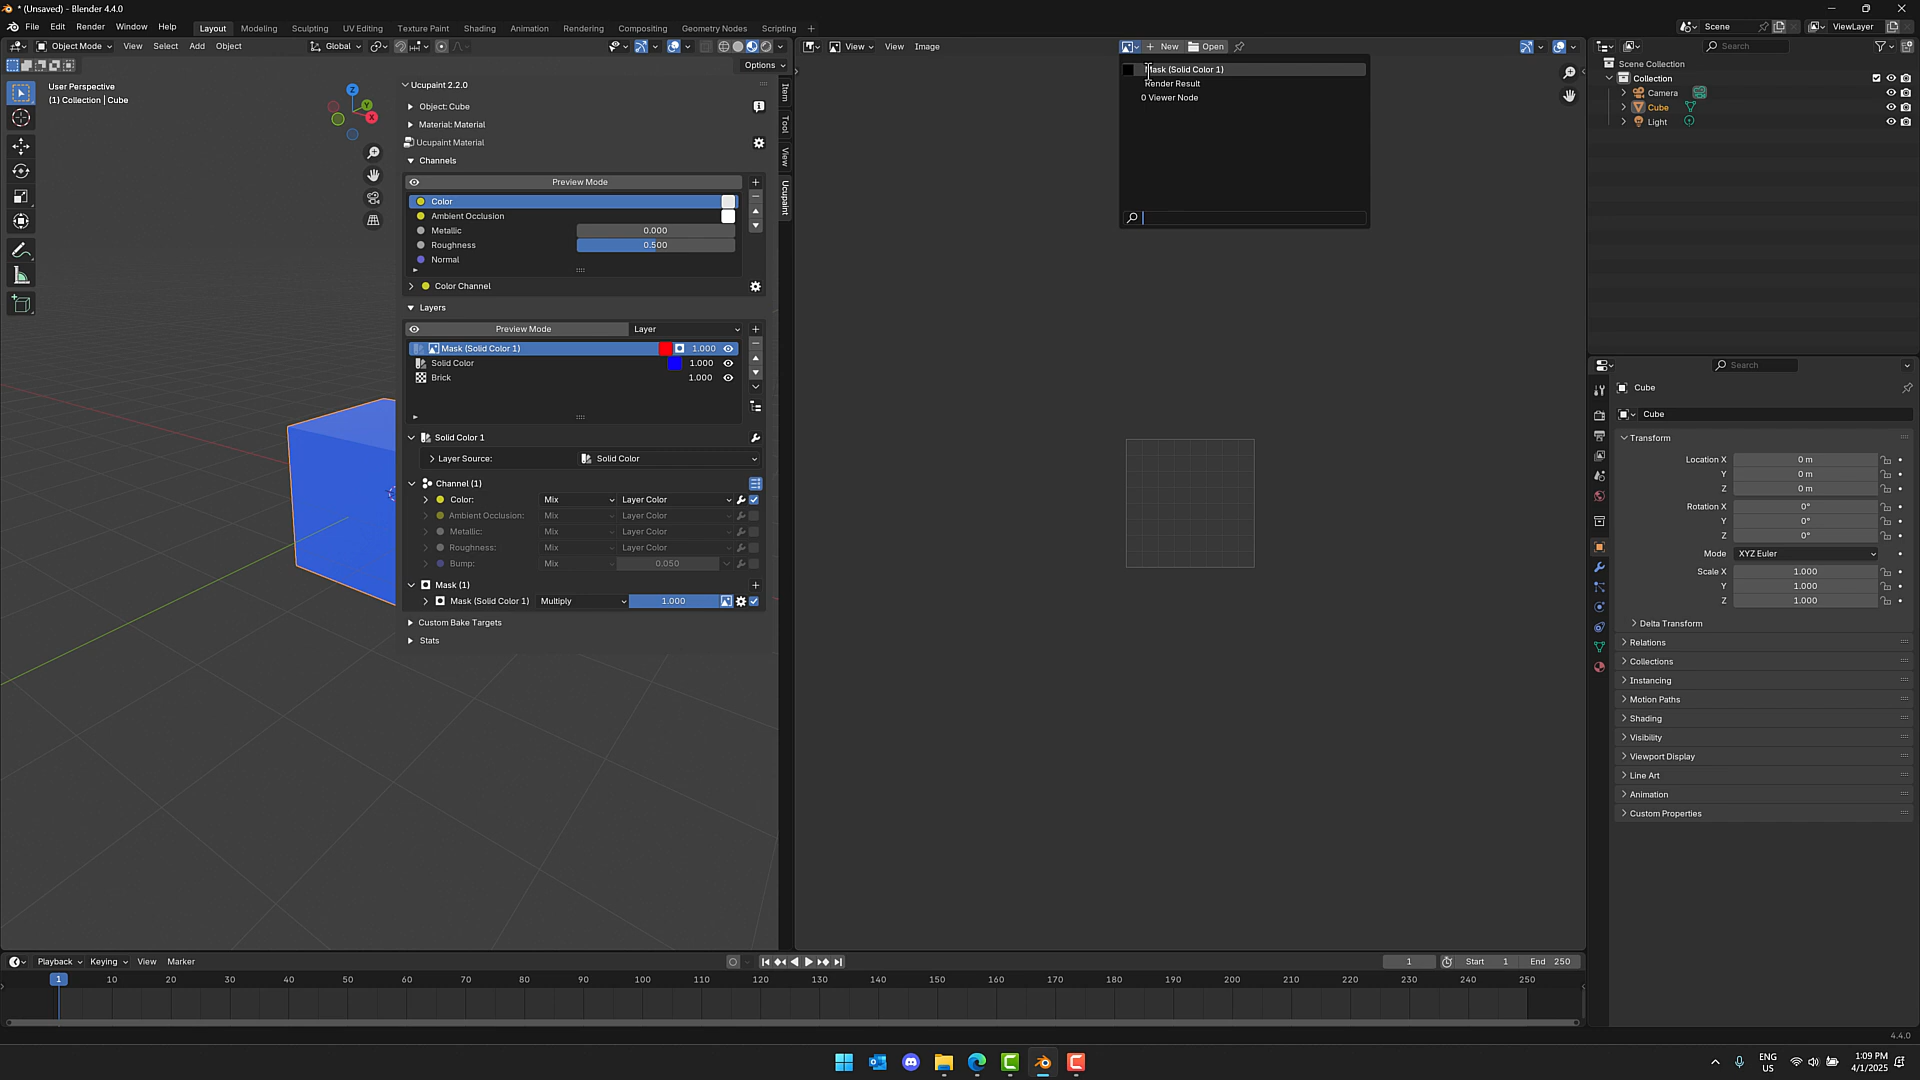 * (Unsaved) - Blender 4.4.0
File Edit Render Window Help
Layout Modeling Sculpting UV Editing Texture Paint Shading Animation Rendering Compositing Geometry Nodes Scripting +
Scene
ViewLayer
Object Mode View Select Add Object
Global
Options
User Perspective
(1) Collection | Cube
X
Y
Z
Item
Tool
View
Ucupaint
Ucupaint 2.2.0
Object: Cube
Material: Material
Ucupaint Material
Channels
Preview Mode
Color
Ambient Occlusion
Metallic 0.000
Roughness 0.500
Normal
Color Channel
Layers
Preview Mode Layer
Mask (Solid Color 1) 1.000
Solid Color 1.000
Brick 1.000
Solid Color 1
Layer Source: Solid Color
Channel (1)
Color: Mix Layer Color
Ambient Occlusion: Mix Layer Color
Metallic: Mix Layer Color
Roughness: Mix Layer Color
Bump: Mix 0.050
Mask (1)
Mask (Solid Color 1) Multiply 1.000
Custom Bake Targets
Stats
View View Image
New Open
Mask (Solid Color 1)
Render Result
0 Viewer Node
Search
Scene Collection
Collection
Camera
Cube
Light
Search
Cube
Cube
Transform
Location X 0 m
Y 0 m
Z 0 m
Rotation X 0°
Y 0°
Z 0°
Mode XYZ Euler
Scale X 1.000
Y 1.000
Z 1.000
Delta Transform
Relations
Collections
Instancing
Motion Paths
Shading
Visibility
Viewport Display
Line Art
Animation
Custom Properties
Playback Keying View Marker
1 Start 1 End 250
1 10 20 30 40 50 60 70 80 90 100 110 120 130 140 150 160 170 180 190 200 210 220 230 240 250
4.4.0
ENG
US
1:09 PM
4/1/2025